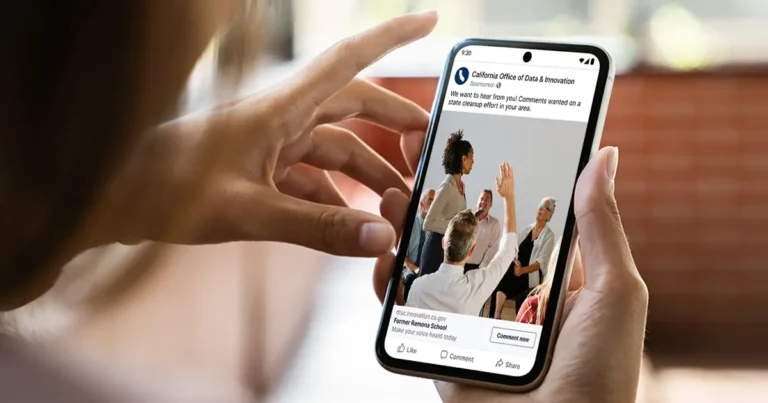 9:30
California Office of Data & Innovation
Sponsored ·
We want to hear from you! Comments wanted on a
state cleanup effort in your area.
dtsc.innovation.ca.gov
Former Ramona School
Make your voice heard today
Comment now
Like
Comment
Share